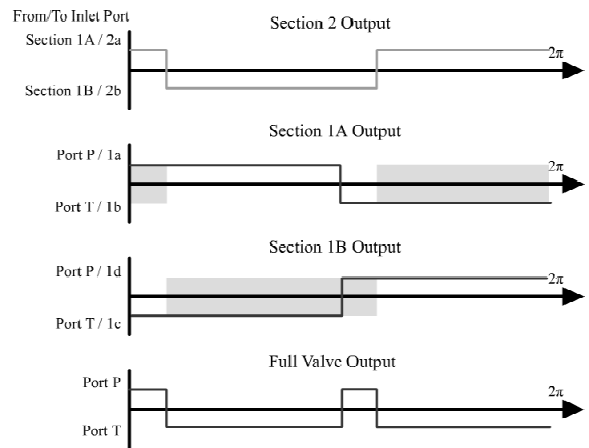 From/To Inlet Port
Section 2 Output
Section 1A / 2a
2π
Section 1B / 2b
Section 1A Output
Port P / 1a
2π
Port T / 1b
Section 1B Output
Port P / 1d
2π
Port T / 1c
Full Valve Output
Port P
2π
Port T